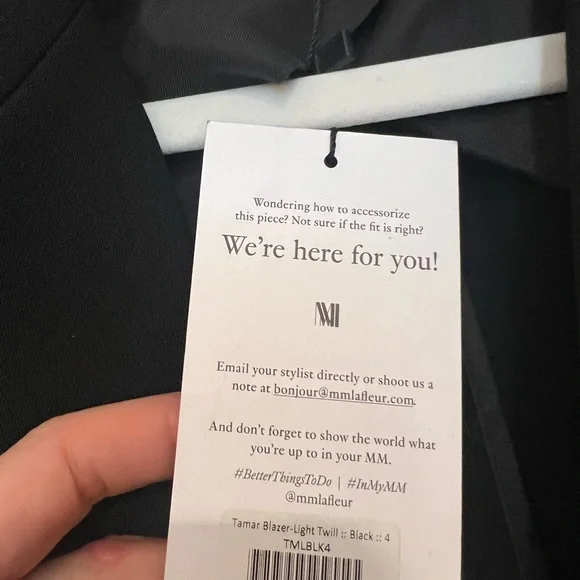 Wondering how to accessorize
this piece? Not sure if the fit is right?
We're here for you!
MM
Email your stylist directly or shoot us a
note at bonjour@mmlafleur.com.
And don't forget to show the world what
you're up to in your MM.
#BetterThingsToDo | #InMyMM
@mmlafleur
Tamar Blazer-Light Twill :: Black :: 4
TMLBLK4